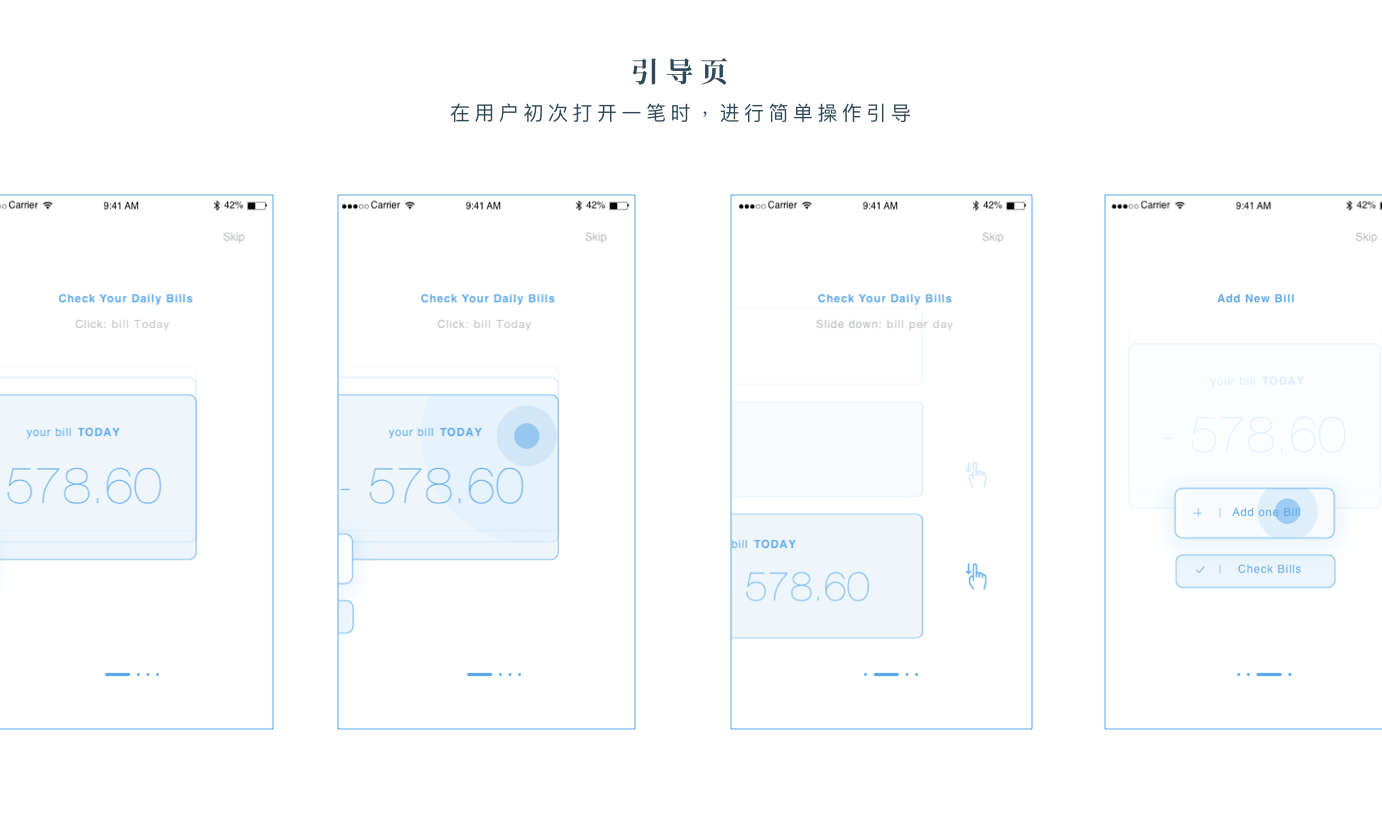 引导页
在用户初次打开一笔时，进行简单操作引导
Carrier 9:41 AM 42%
Skip
Check Your Daily Bills
Click: bill Today
your bill TODAY
578.60
Carrier 9:41 AM 42%
Skip
Check Your Daily Bills
Click: bill Today
your bill TODAY
- 578.60
Carrier 9:41 AM 42%
Skip
Check Your Daily Bills
Slide down: bill per day
bill TODAY
578.60
Carrier 9:41 AM 42%
Skip
Add New Bill
your bill TODAY
- 578.60
+ | Add one Bill
✓ | Check Bills